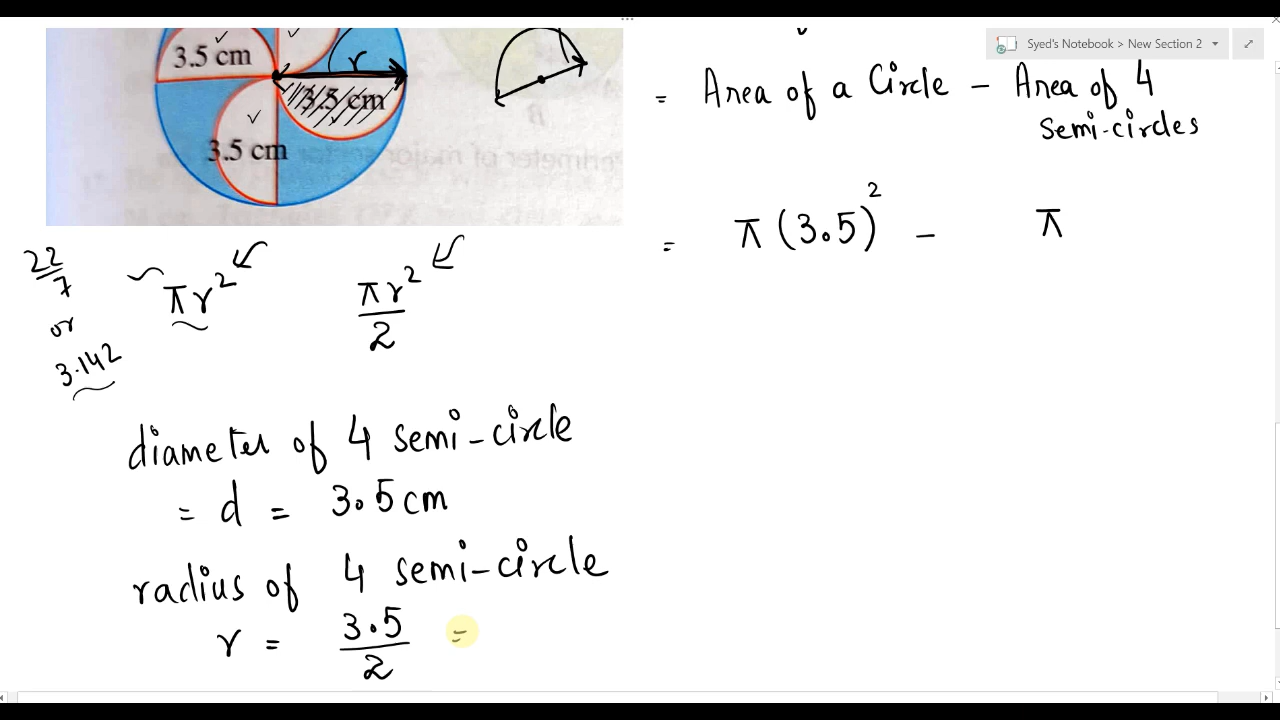 Syed's Notebook > New Section 2
3.5 cm
r
3.5 cm
3.5 cm
= Area of a Circle - Area of 4
Semi-circles
= π (3.5)² - π
22/7
or
3.142
πr²
πr²/2
diameter of 4 semi-circle
= d = 3.5 cm
radius of 4 semi-circle
r = 3.5/2 =